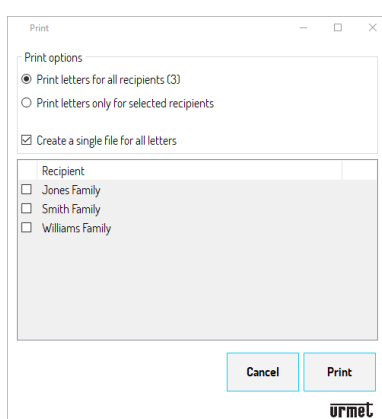 Print
Print options
Print letters for all recipients (3)
Print letters only for selected recipients
Create a single file for all letters
Recipient
Jones Family
Smith Family
Williams Family
Cancel Print
urmet